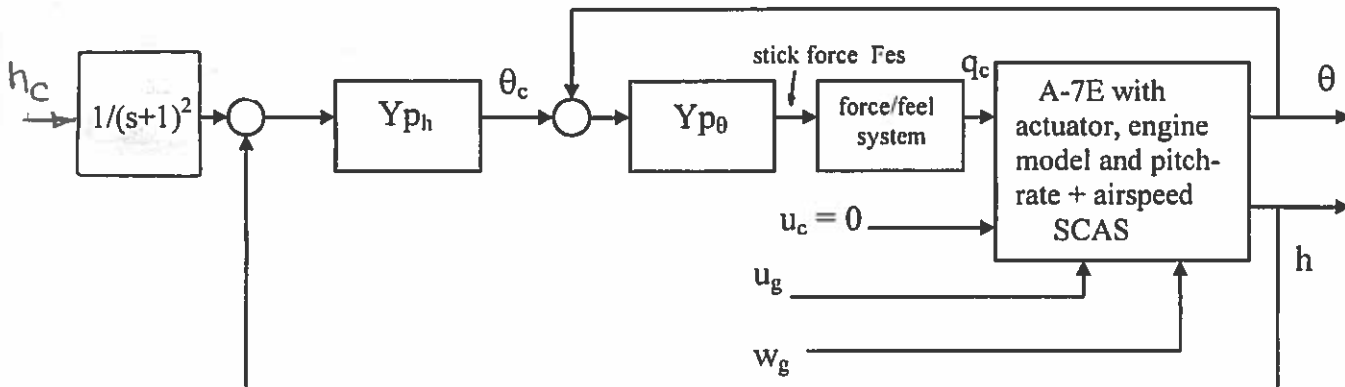 h_C
1/(s+1)²
Yp_h
θ_c
Yp_θ
stick force Fes
force/feel
system
q_c
A-7E with
actuator, engine
model and pitch-
rate + airspeed
SCAS
θ
h
u_c = 0
u_g
w_g